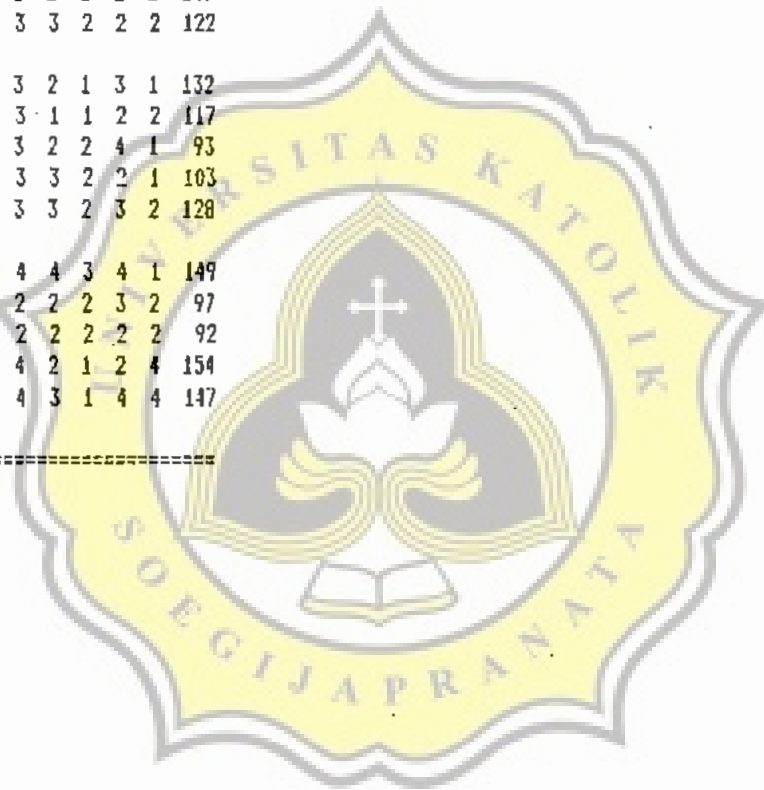 3 3 2 2 2 122
3 2 1 3 1 132
3 1 1 2 2 117
3 2 2 4 1 93
3 3 2 2 1 103
3 3 2 3 2 128
4 4 3 4 1 149
2 2 2 3 2 97
2 2 2 2 2 92
4 2 1 2 4 154
4 3 1 4 4 147
UNIVERSITAS KATOLIK
SOEGIJAPRANATA